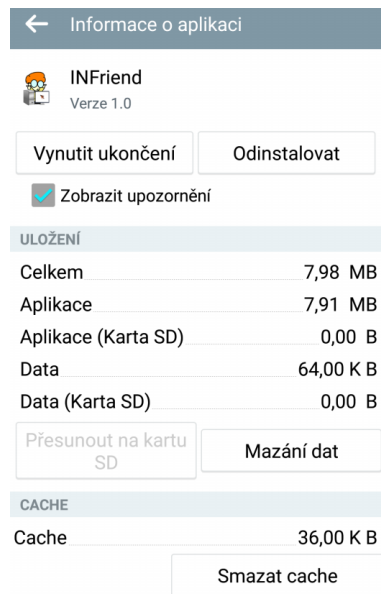 Informace o aplikaci
INFriend
Verze 1.0
Vynutit ukončení
Odinstalovat
Zobrazit upozornění
ULOŽENÍ
Celkem 7,98 MB
Aplikace 7,91 MB
Aplikace (Karta SD) 0,00 B
Data 64,00 K B
Data (Karta SD) 0,00 B
Přesunout na kartu
SD
Mazání dat
CACHE
Cache 36,00 K B
Smazat cache